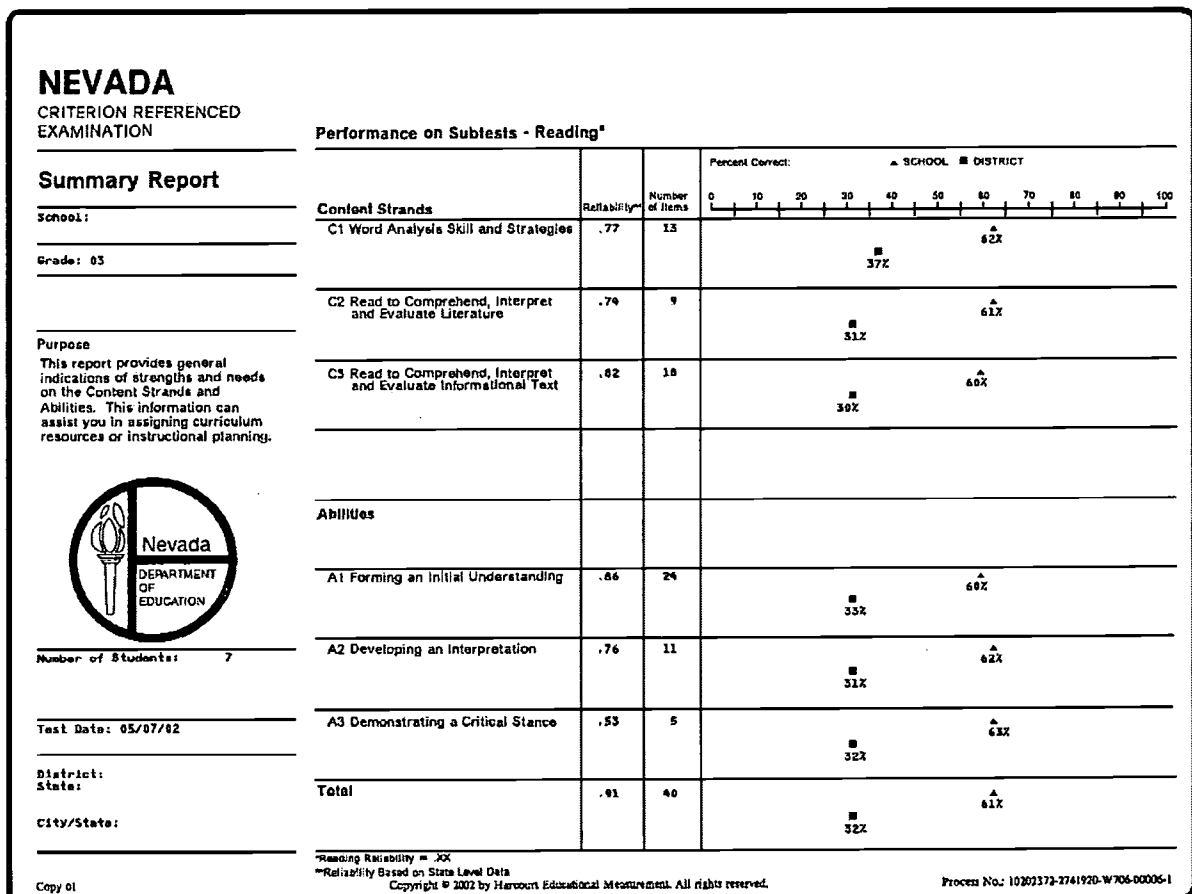 NEVADA
CRITERION REFERENCED
EXAMINATION
Summary Report
School:
Grade: 03
Purpose
This report provides general
indications of strengths and needs
on the Content Strands and
Abilities. This information can
assist you in assigning curriculum
resources or instructional planning.
Nevada
DEPARTMENT
OF
EDUCATION
Number of Students: 7
Test Date: 05/07/02
District:
State:
City/State:
Copy 01
Performance on Subtests - Reading*
Percent Correct: ▲ SCHOOL ■ DISTRICT
Content Strands Reliability** Number of Items 0 10 20 30 40 50 60 70 80 90 100
C1 Word Analysis Skill and Strategies .77 13 62%
37%
C2 Read to Comprehend, Interpret .74 9 61%
and Evaluate Literature
31%
C3 Read to Comprehend, Interpret .82 18 60%
and Evaluate Informational Text
30%
Abilities
A1 Forming an Initial Understanding .86 24 60%
33%
A2 Developing an Interpretation .76 11 62%
31%
A3 Demonstrating a Critical Stance .53 5 63%
32%
Total .91 40 61%
32%
*Reading Reliability = .XX
**Reliability Based on State Level Data
Copyright © 2002 by Harcourt Educational Measurement. All rights reserved.
Process No.: 10202372-2741920-W706-00006-1